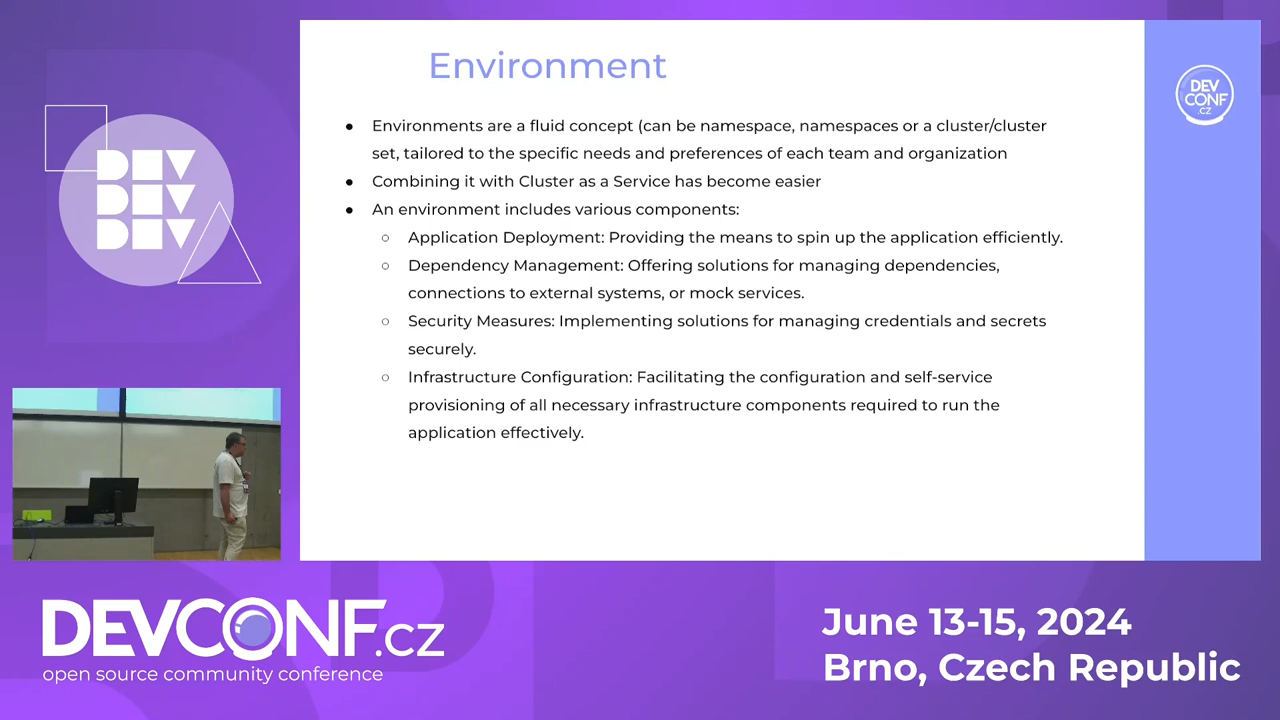 Environment
● Environments are a fluid concept (can be namespace, namespaces or a cluster/cluster
set, tailored to the specific needs and preferences of each team and organization
● Combining it with Cluster as a Service has become easier
● An environment includes various components:
○ Application Deployment: Providing the means to spin up the application efficiently.
○ Dependency Management: Offering solutions for managing dependencies,
connections to external systems, or mock services.
○ Security Measures: Implementing solutions for managing credentials and secrets
securely.
○ Infrastructure Configuration: Facilitating the configuration and self-service
provisioning of all necessary infrastructure components required to run the
application effectively.
DEV
CONF
.CZ
DEV
DEV
DEV
DEVCONF.cz
open source community conference
June 13-15, 2024
Brno, Czech Republic